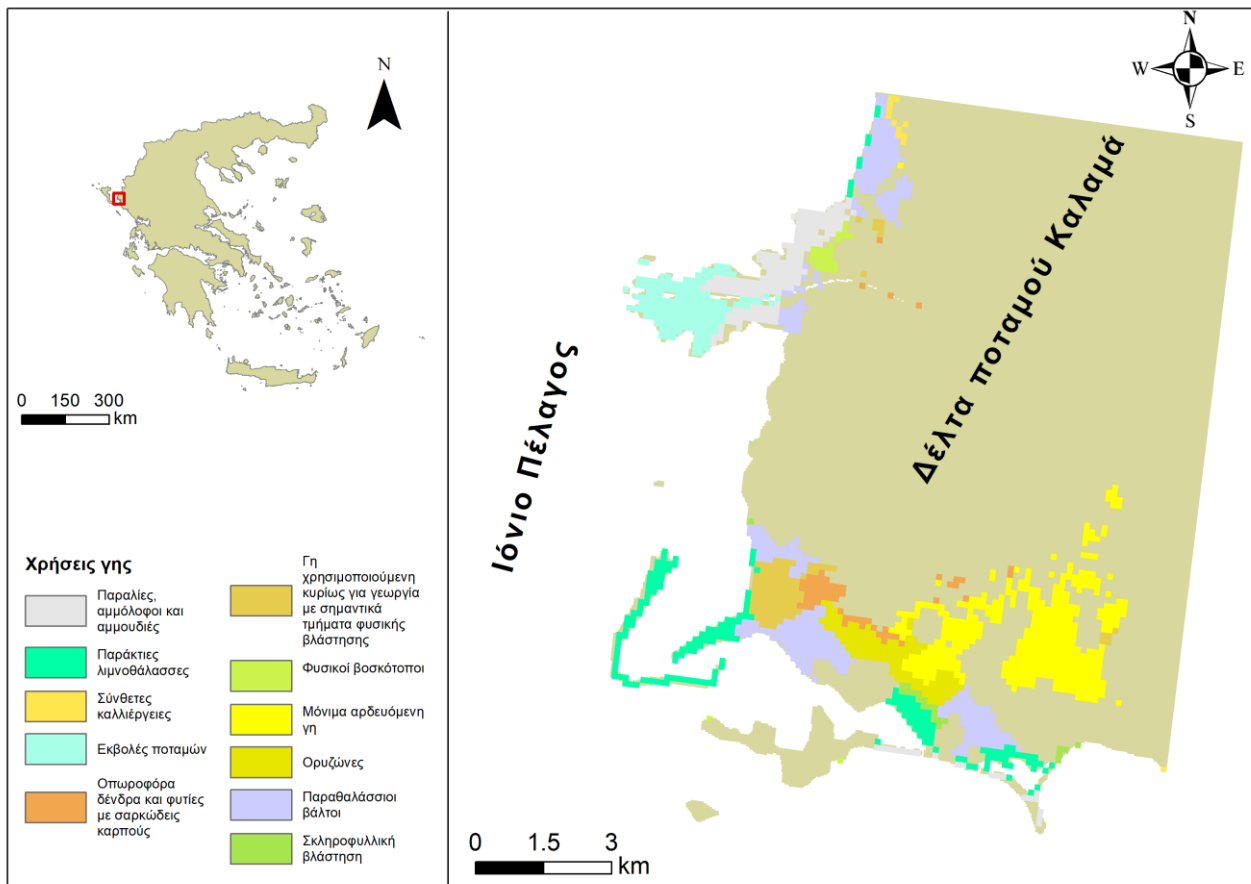 N
0 150 300
km
Χρήσεις γης
Παραλίες,
αμμόλοφοι και
αμμουδιές
Παράκτιες
λιμνοθάλασσες
Σύνθετες
καλλιέργειες
Εκβολές ποταμών
Οπωροφόρα
δένδρα και φυτίες
με σαρκώδεις
καρπούς
Γη
χρησιμοποιούμενη
κυρίως για γεωργία
με σημαντικά
τμήματα φυσικής
βλάστησης
Φυσικοί βοσκότοποι
Μόνιμα αρδευόμενη
γη
Ορυζώνες
Παραθαλάσσιοι
βάλτοι
Σκληροφυλλική
βλάστηση
N
W E
S
Δέλτα ποταμού Καλαμά
Ιόνιο Πέλαγος
0 1.5 3
km